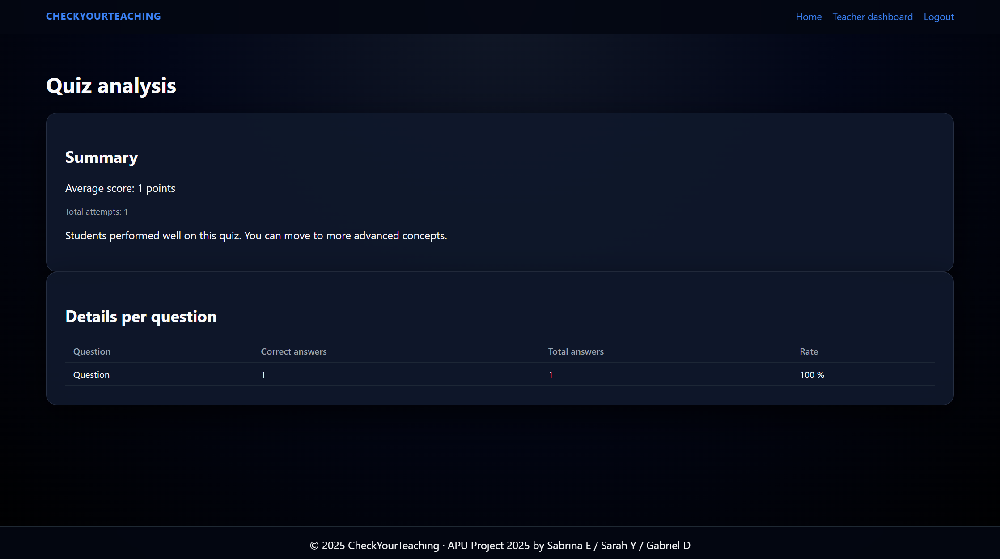 CHECKYOURTEACHING
Home Teacher dashboard Logout
Quiz analysis
Summary
Average score: 1 points
Total attempts: 1
Students performed well on this quiz. You can move to more advanced concepts.
Details per question
Question Correct answers Total answers Rate
Question 1 1 100 %
© 2025 CheckYourTeaching · APU Project 2025 by Sabrina E / Sarah Y / Gabriel D